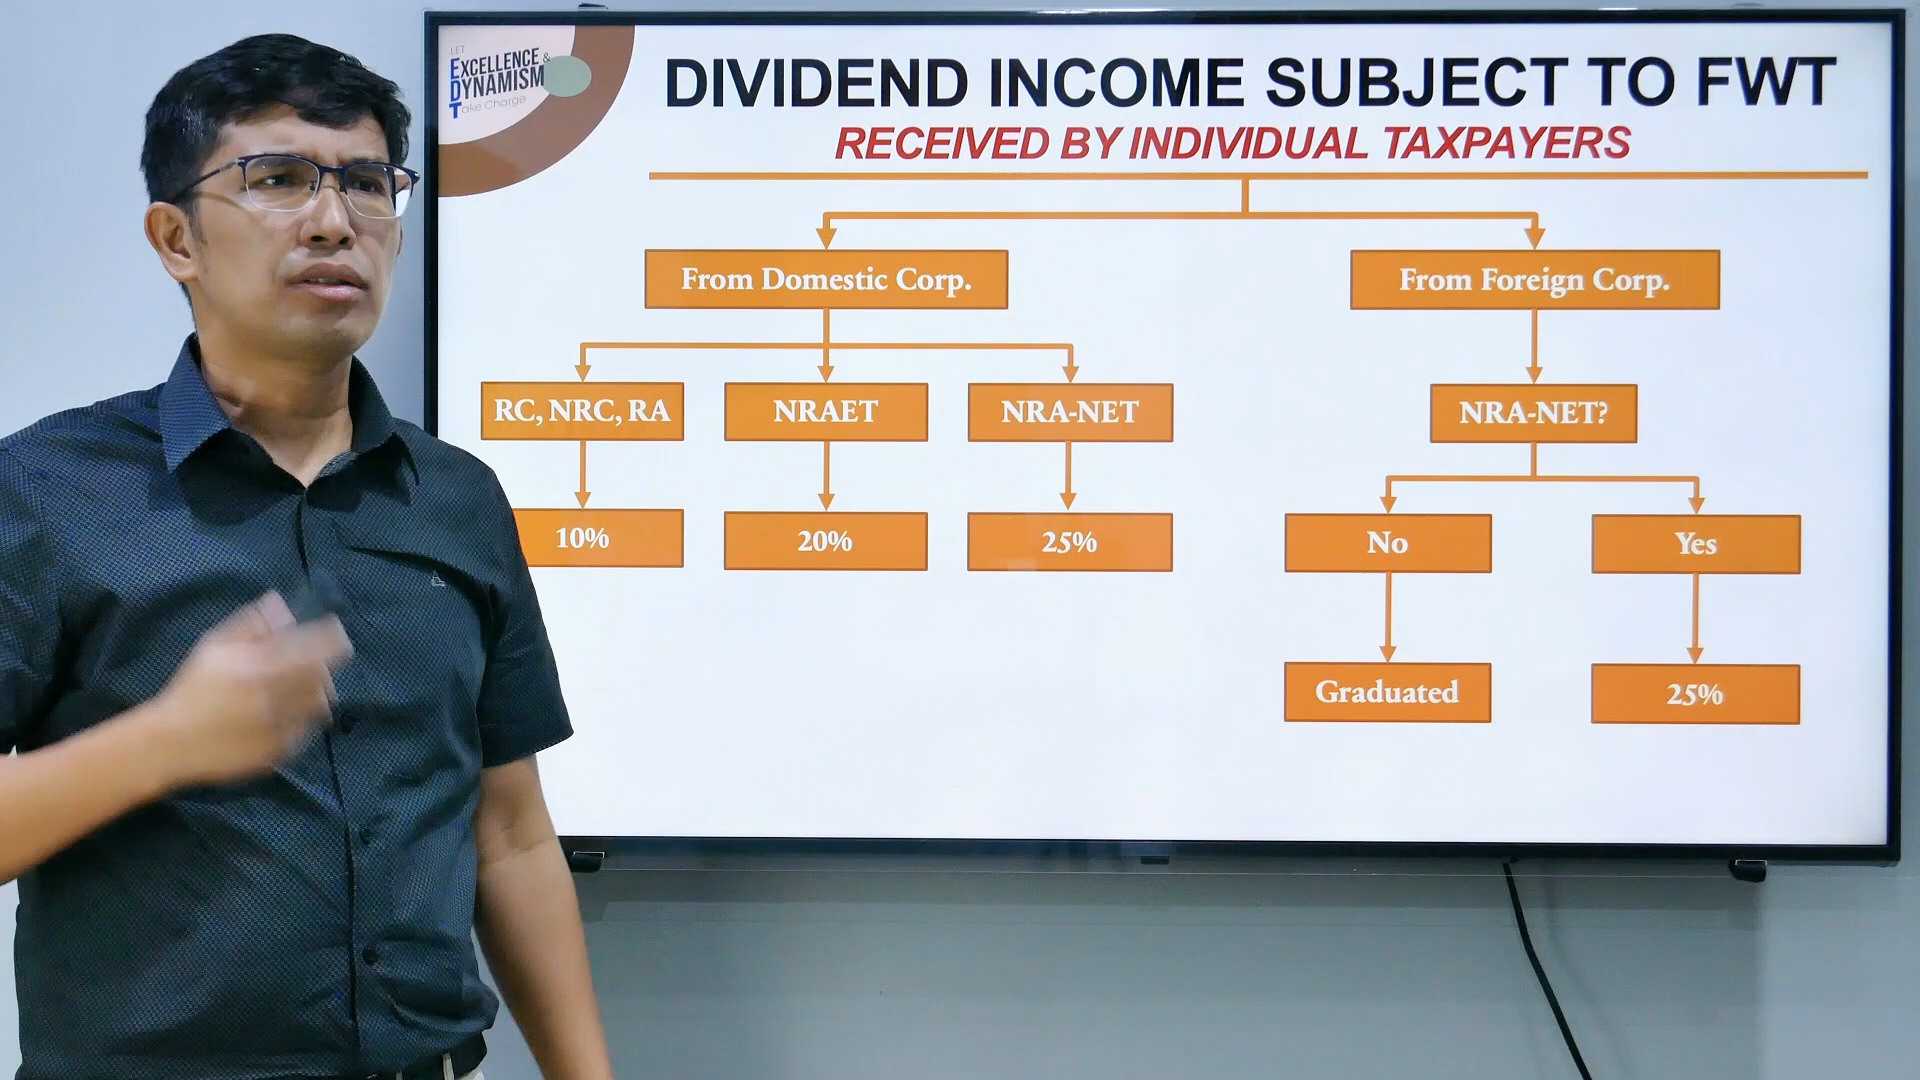 LET
EXCELLENCE &
DYNAMISM
Take Charge
DIVIDEND INCOME SUBJECT TO FWT
RECEIVED BY INDIVIDUAL TAXPAYERS
From Domestic Corp.
From Foreign Corp.
RC, NRC, RA
NRAET
NRA-NET
NRA-NET?
10%
20%
25%
No
Yes
Graduated
25%